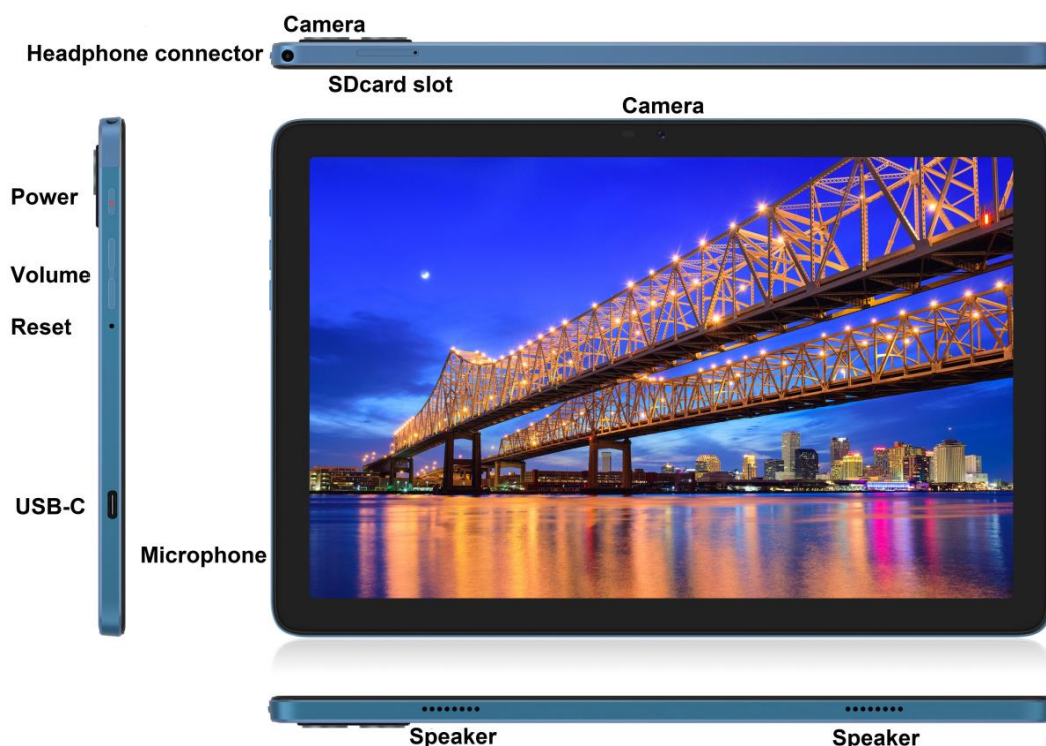 Camera
Headphone connector
SDcard slot
Camera
Power
Volume
Reset
USB-C
Microphone
Speaker
Speaker